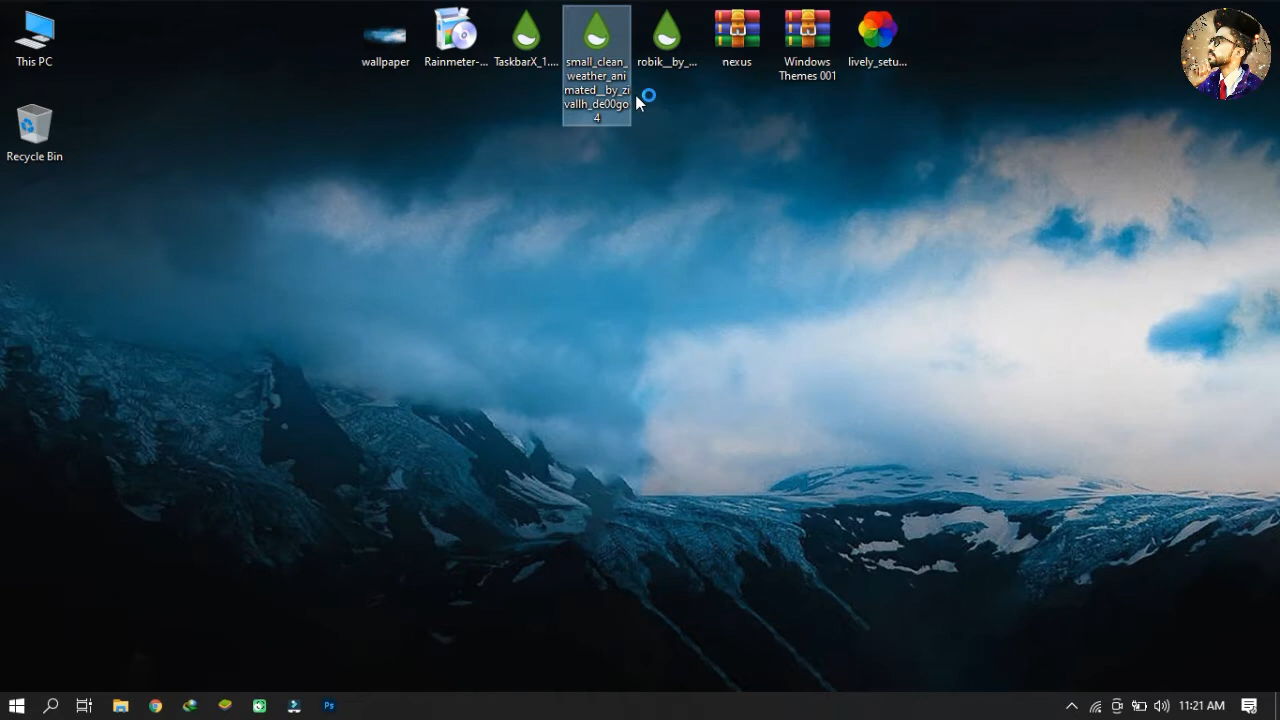 This PC
Recycle Bin
wallpaper
Rainmeter-...
TaskbarX_1....
small_clean_
weather_ani
mated__by_zi
vallh_de00go
4
robik__by_...
nexus
Windows
Themes 001
lively_setu...
Ps
11:21 AM